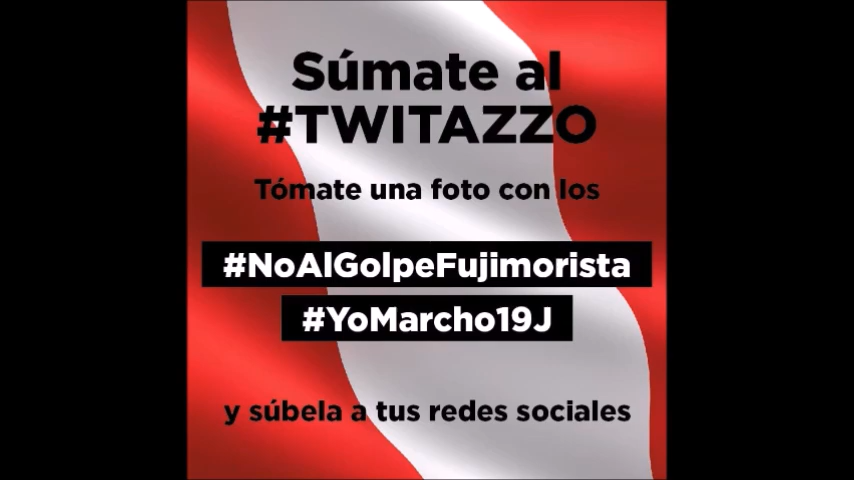 Súmate al
#TWITAZZO
Tómate una foto con los
#NoAlGolpeFujimorista
#YoMarcho19J
y súbela a tus redes sociales